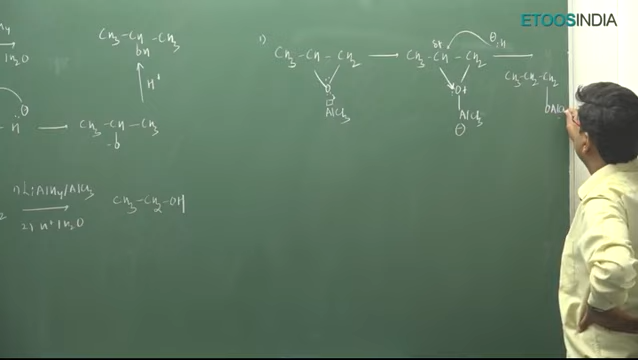 ETOOSINDIA
CH3-CH-CH3
OH
H+
CH3-CH-CH3
1) LiAlH4/AlCl3
2) H+/H2O
CH3-CH2-OH
1) CH3-CH-CH2
O
AlCl3
δ+
CH3-CH-CH2
O+
AlCl3
⊖
⊖:H
CH3-CH2-CH2